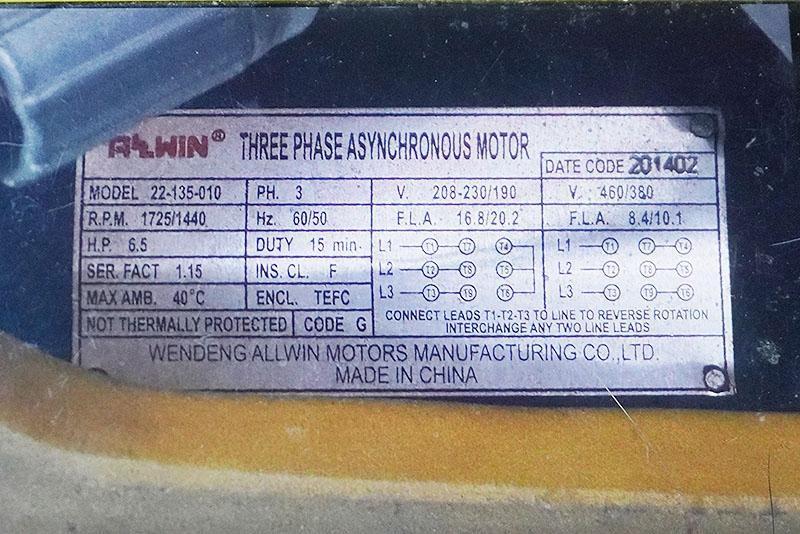 ALLWIN® THREE PHASE ASYNCHRONOUS MOTOR
DATE CODE 201402
MODEL 22-135-010 PH. 3 V. 208-230/190 V. 460/380
R.P.M. 1725/1440 Hz. 60/50 F.L.A. 16.8/20.2 F.L.A. 8.4/10.1
H.P. 6.5 DUTY 15 min. L1 T1 T7 T4 L1 T1 T7 T4
SER. FACT 1.15 INS. CL. F L2 T2 T8 T5 L2 T2 T8 T5
MAX AMB. 40°C ENCL. TEFC L3 T3 T9 T6 L3 T3 T9 T6
NOT THERMALLY PROTECTED CODE G CONNECT LEADS T1-T2-T3 TO LINE TO REVERSE ROTATION
INTERCHANGE ANY TWO LINE LEADS
WENDENG ALLWIN MOTORS MANUFACTURING CO.,LTD.
MADE IN CHINA